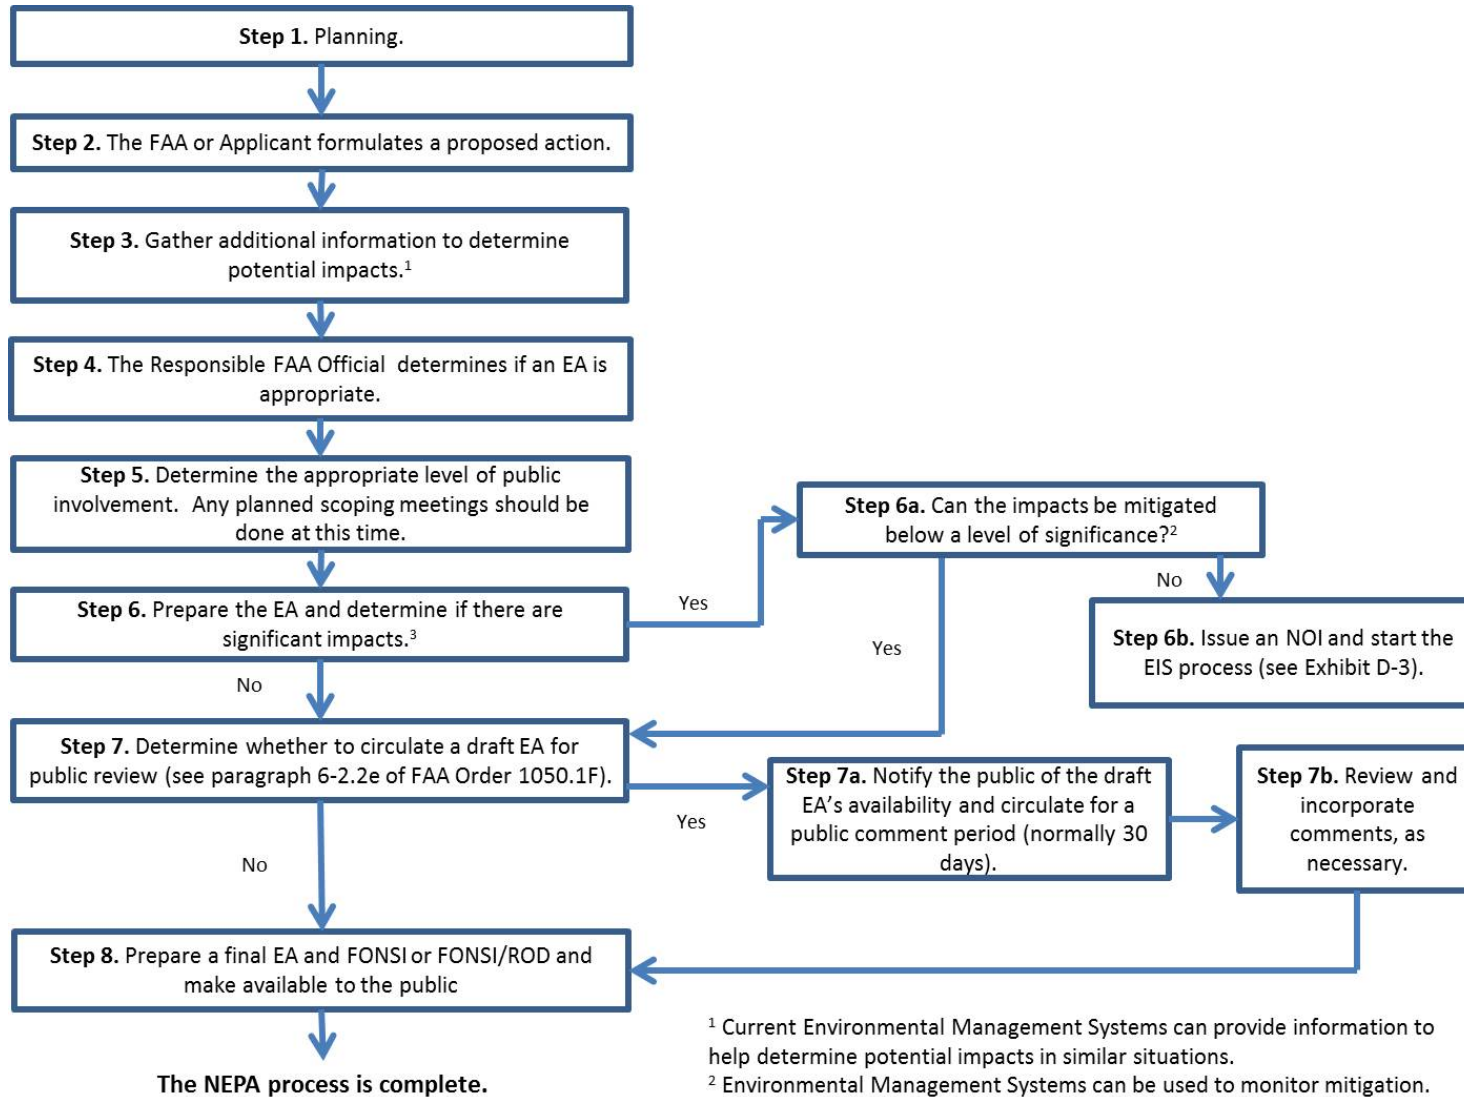 Step 1. Planning.
Step 2. The FAA or Applicant formulates a proposed action.
Step 3. Gather additional information to determine
potential impacts.1
Step 4. The Responsible FAA Official determines if an EA is
appropriate.
Step 5. Determine the appropriate level of public
involvement. Any planned scoping meetings should be
done at this time.
Step 6. Prepare the EA and determine if there are
significant impacts.3
Yes
Step 6a. Can the impacts be mitigated
below a level of significance?2
No
Step 6b. Issue an NOI and start the
EIS process (see Exhibit D-3).
Yes
No
Step 7. Determine whether to circulate a draft EA for
public review (see paragraph 6-2.2e of FAA Order 1050.1F).
Yes
Step 7a. Notify the public of the draft
EA’s availability and circulate for a
public comment period (normally 30
days).
Step 7b. Review and
incorporate
comments, as
necessary.
No
Step 8. Prepare a final EA and FONSI or FONSI/ROD and
make available to the public
The NEPA process is complete.
1 Current Environmental Management Systems can provide information to
help determine potential impacts in similar situations.
2 Environmental Management Systems can be used to monitor mitigation.